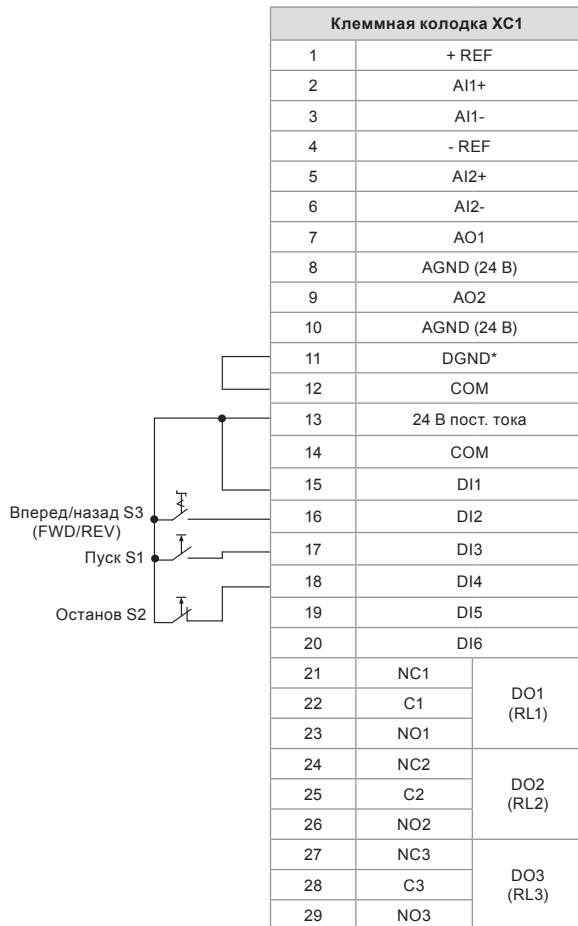 Клеммная колодка XC1
1 + REF
2 AI1+
3 AI1-
4 - REF
5 AI2+
6 AI2-
7 AO1
8 AGND (24 В)
9 AO2
10 AGND (24 В)
11 DGND*
12 COM
13 24 В пост. тока
14 COM
15 DI1
Вперед/назад S3 16 DI2
(FWD/REV)
Пуск S1 17 DI3
18 DI4
Останов S2 19 DI5
20 DI6
21 NC1
22 C1 DO1
(RL1)
23 NO1
24 NC2
25 C2 DO2
(RL2)
26 NO2
27 NC3
28 C3 DO3
(RL3)
29 NO3